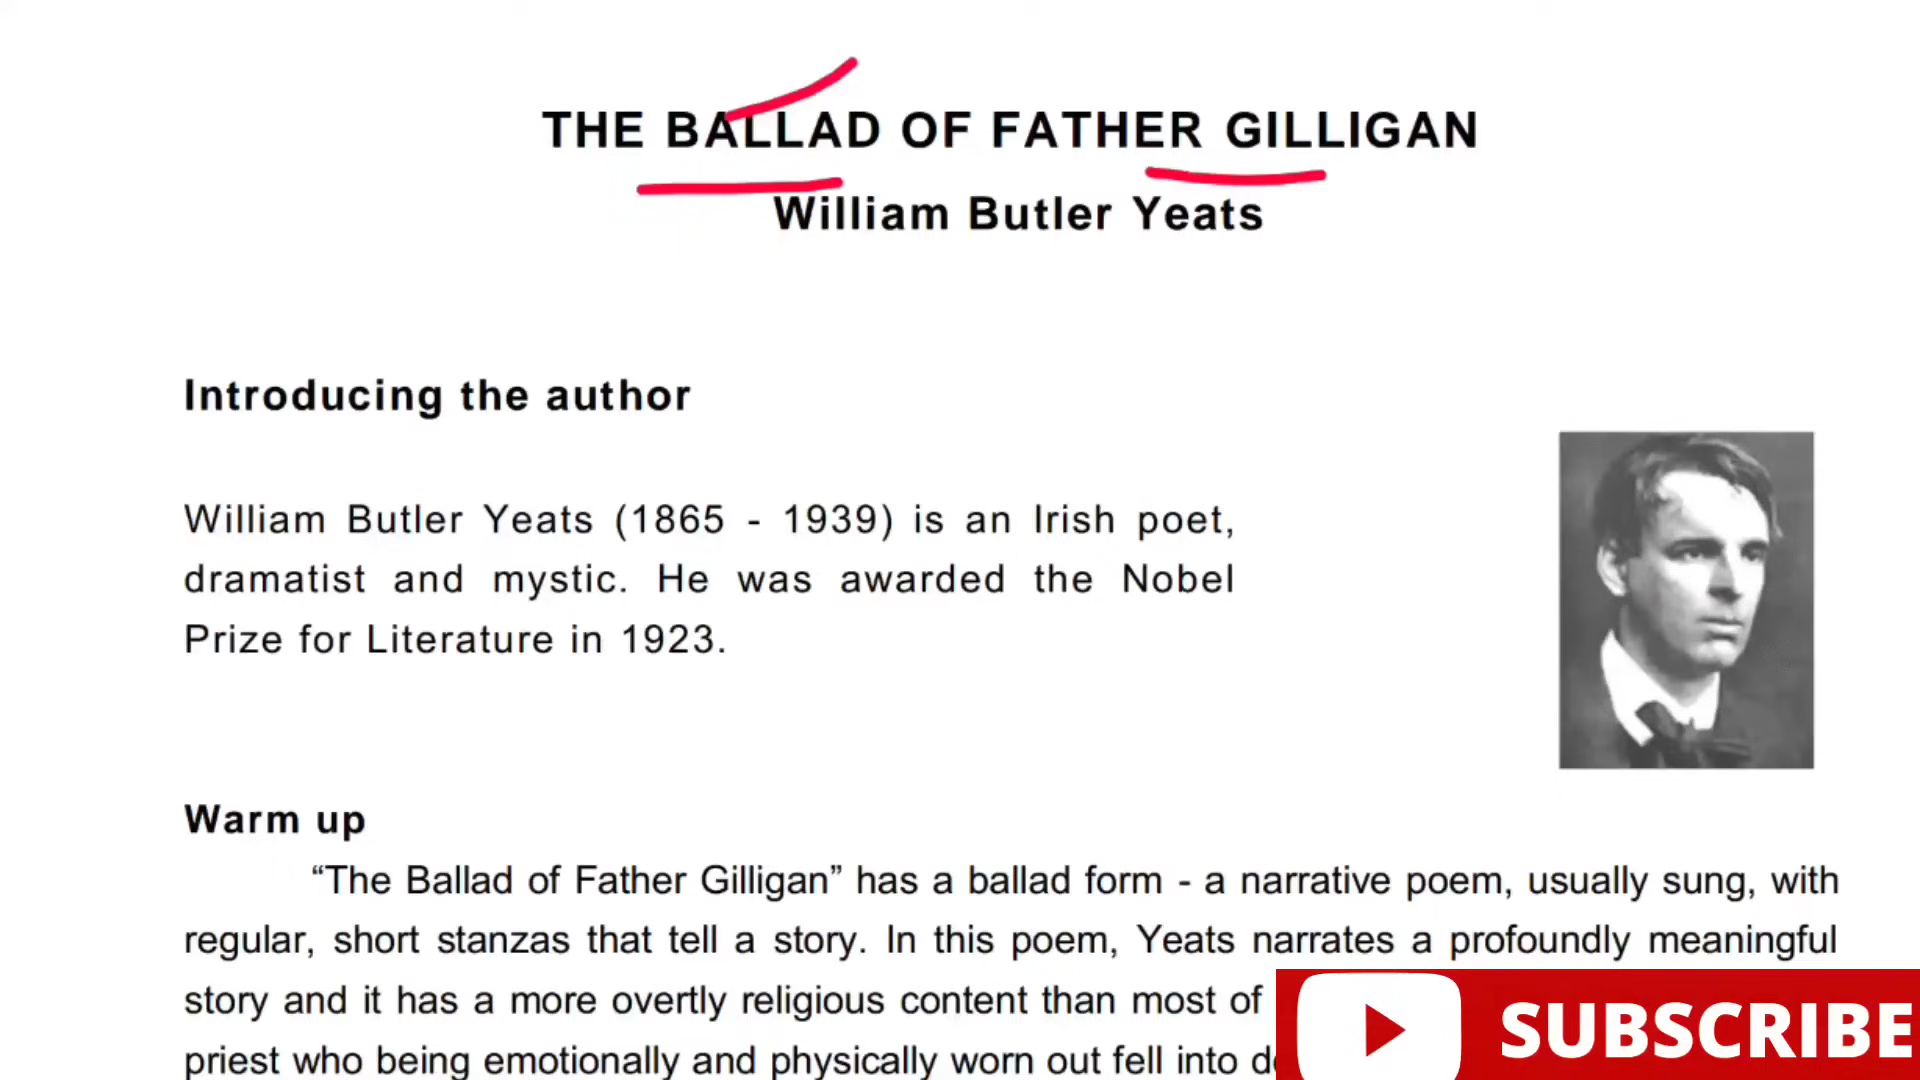 THE BALLAD OF FATHER GILLIGAN
William Butler Yeats
Introducing the author
William Butler Yeats (1865 - 1939) is an Irish poet,
dramatist and mystic. He was awarded the Nobel
Prize for Literature in 1923.
Warm up
“The Ballad of Father Gilligan” has a ballad form - a narrative poem, usually sung, with
regular, short stanzas that tell a story. In this poem, Yeats narrates a profoundly meaningful
story and it has a more overtly religious content than most of
priest who being emotionally and physically worn out fell into
SUBSCRIBE